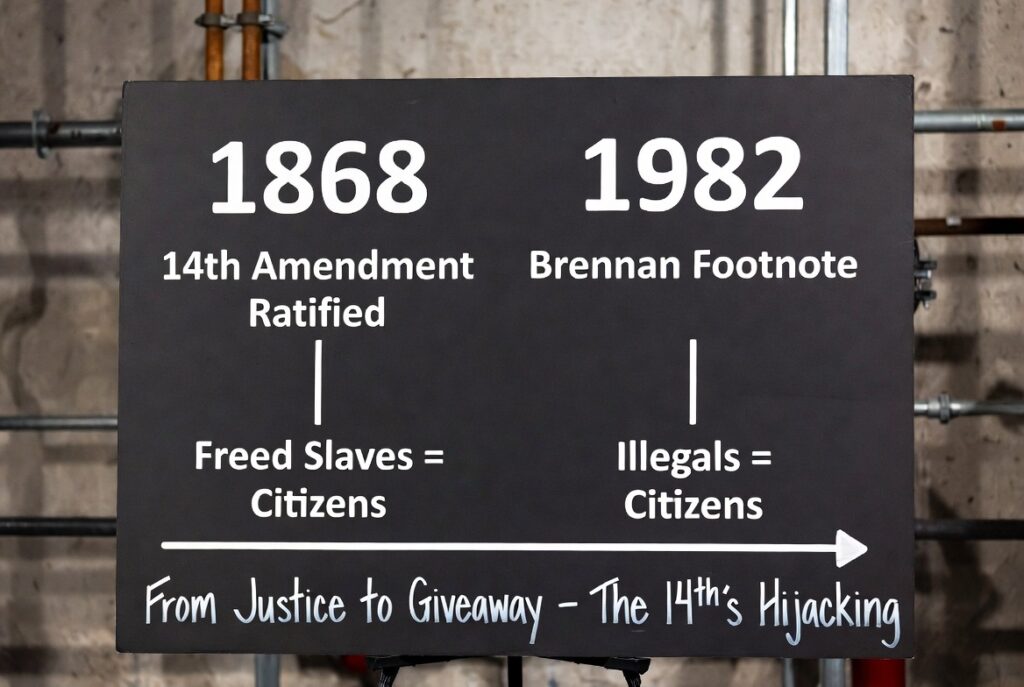 1868
14th Amendment
Ratified
Freed Slaves =
Citizens
1982
Brennan Footnote
Illegals =
Citizens
From Justice to Giveaway – The 14th's Hijacking